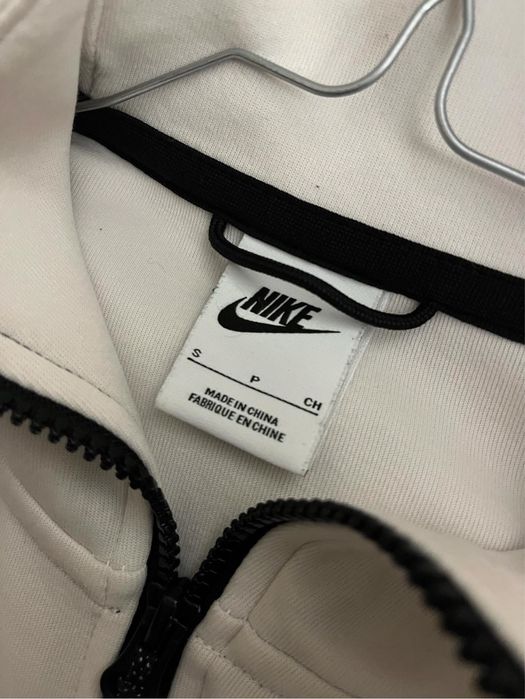 NIKE
S P CH
MADE IN CHINA
FABRIQUE EN CHINE